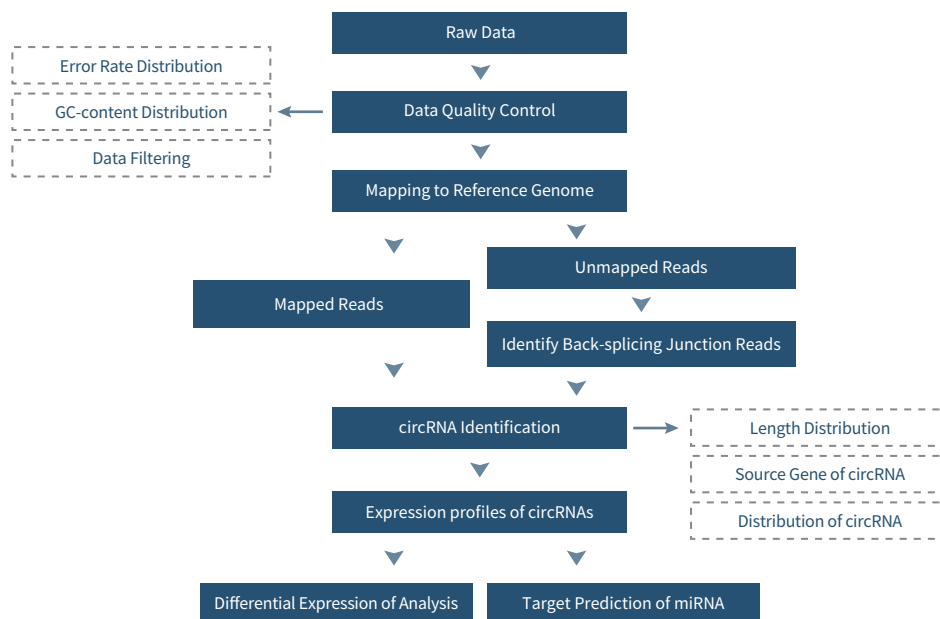 Raw Data
Error Rate Distribution
GC-content Distribution
Data Filtering
Data Quality Control
Mapping to Reference Genome
Mapped Reads
Unmapped Reads
Identify Back-splicing Junction Reads
circRNA Identification
Length Distribution
Source Gene of circRNA
Distribution of circRNA
Expression profiles of circRNAs
Differential Expression of Analysis
Target Prediction of miRNA